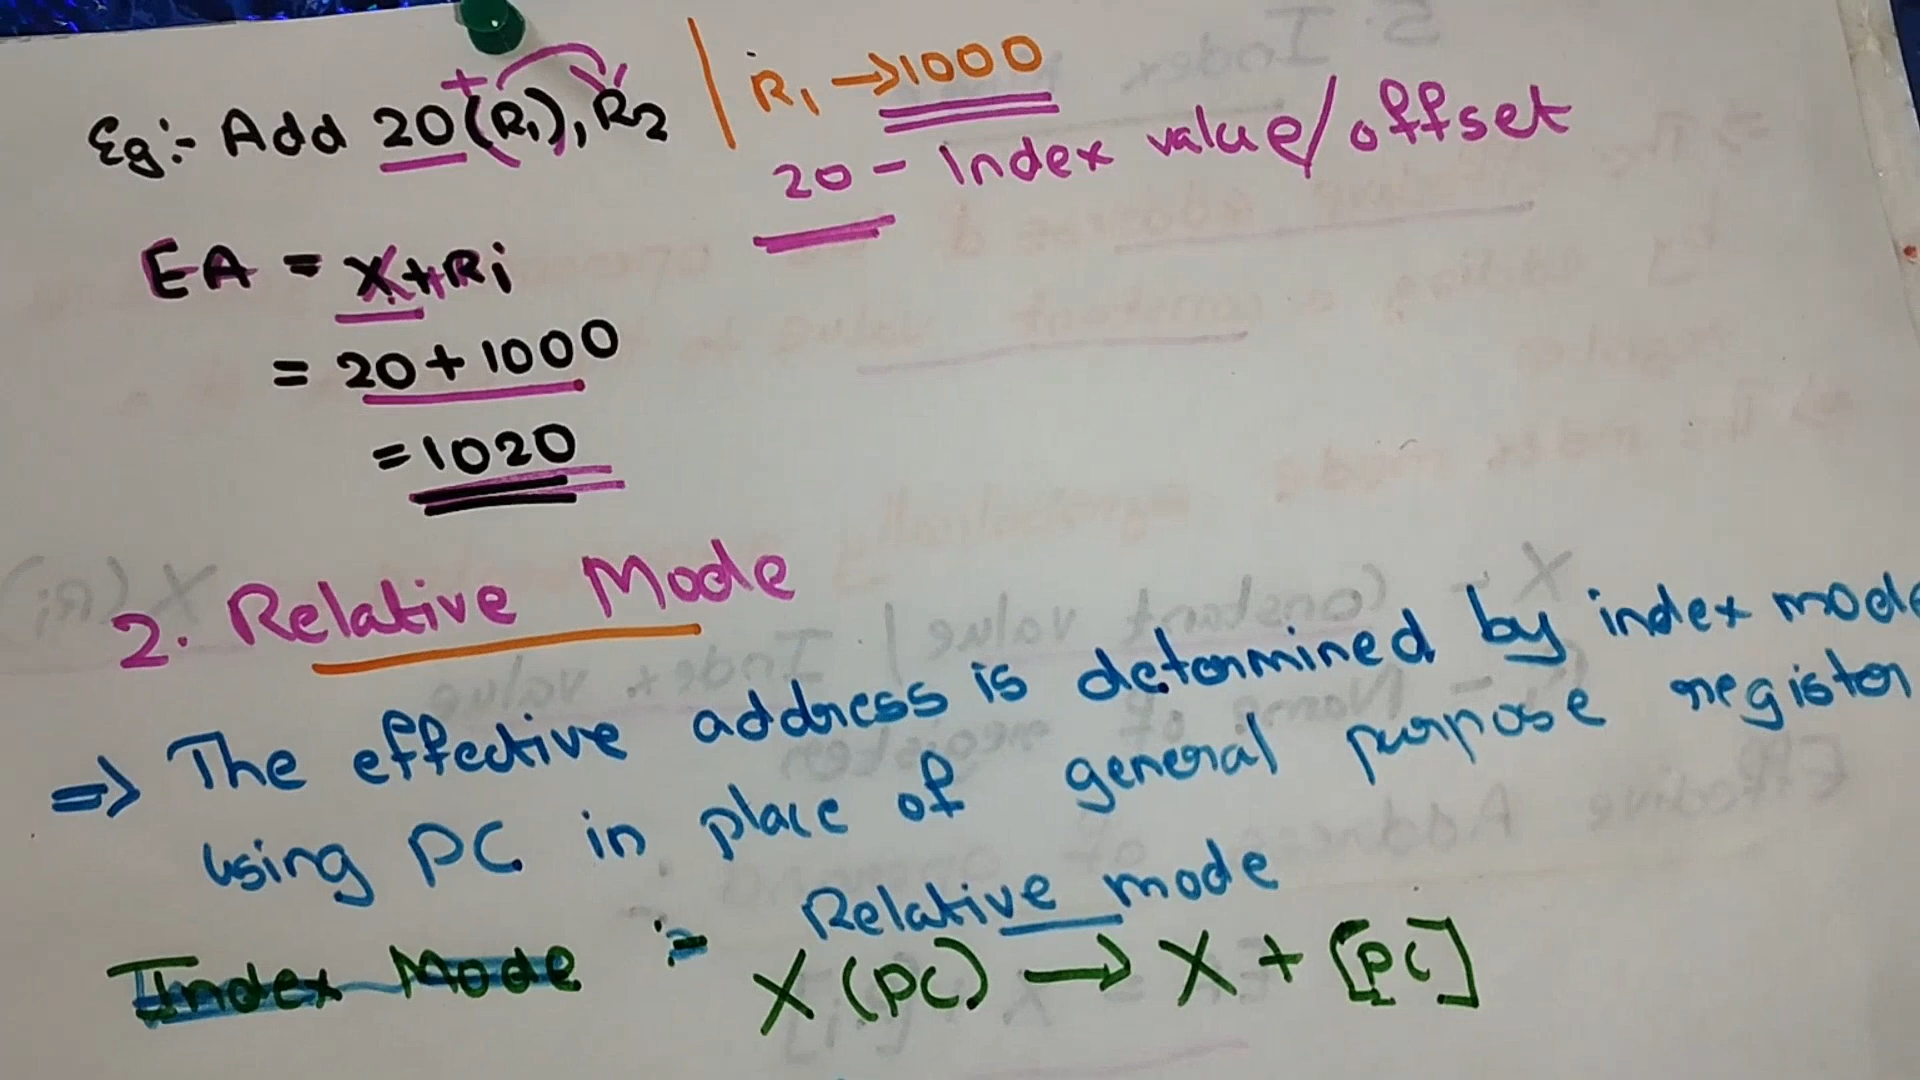 Eg:- Add 20(R1), R2 | R1 → 1000
20 - Index value/offset
EA = X+Ri
= 20+1000
= 1020
2. Relative Mode
⇒ The effective address is determined by index mode
using PC in place of general purpose register
Relative mode
Index Mode :- X(PC) → X + [PC]